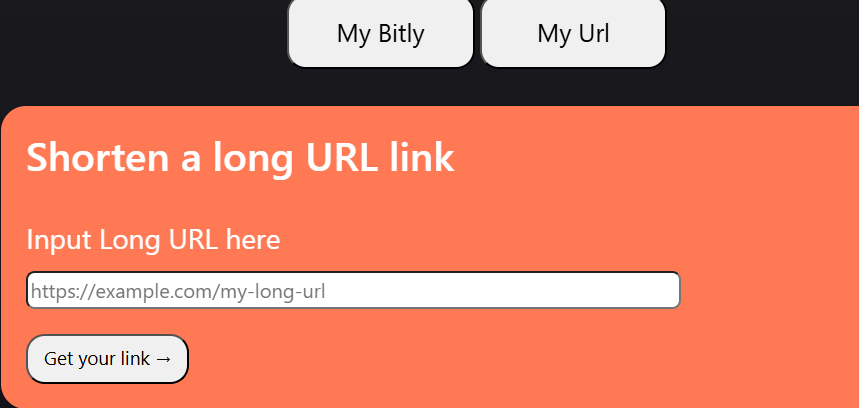 My Bitly My Url
Shorten a long URL link
Input Long URL here
https://example.com/my-long-url
Get your link →